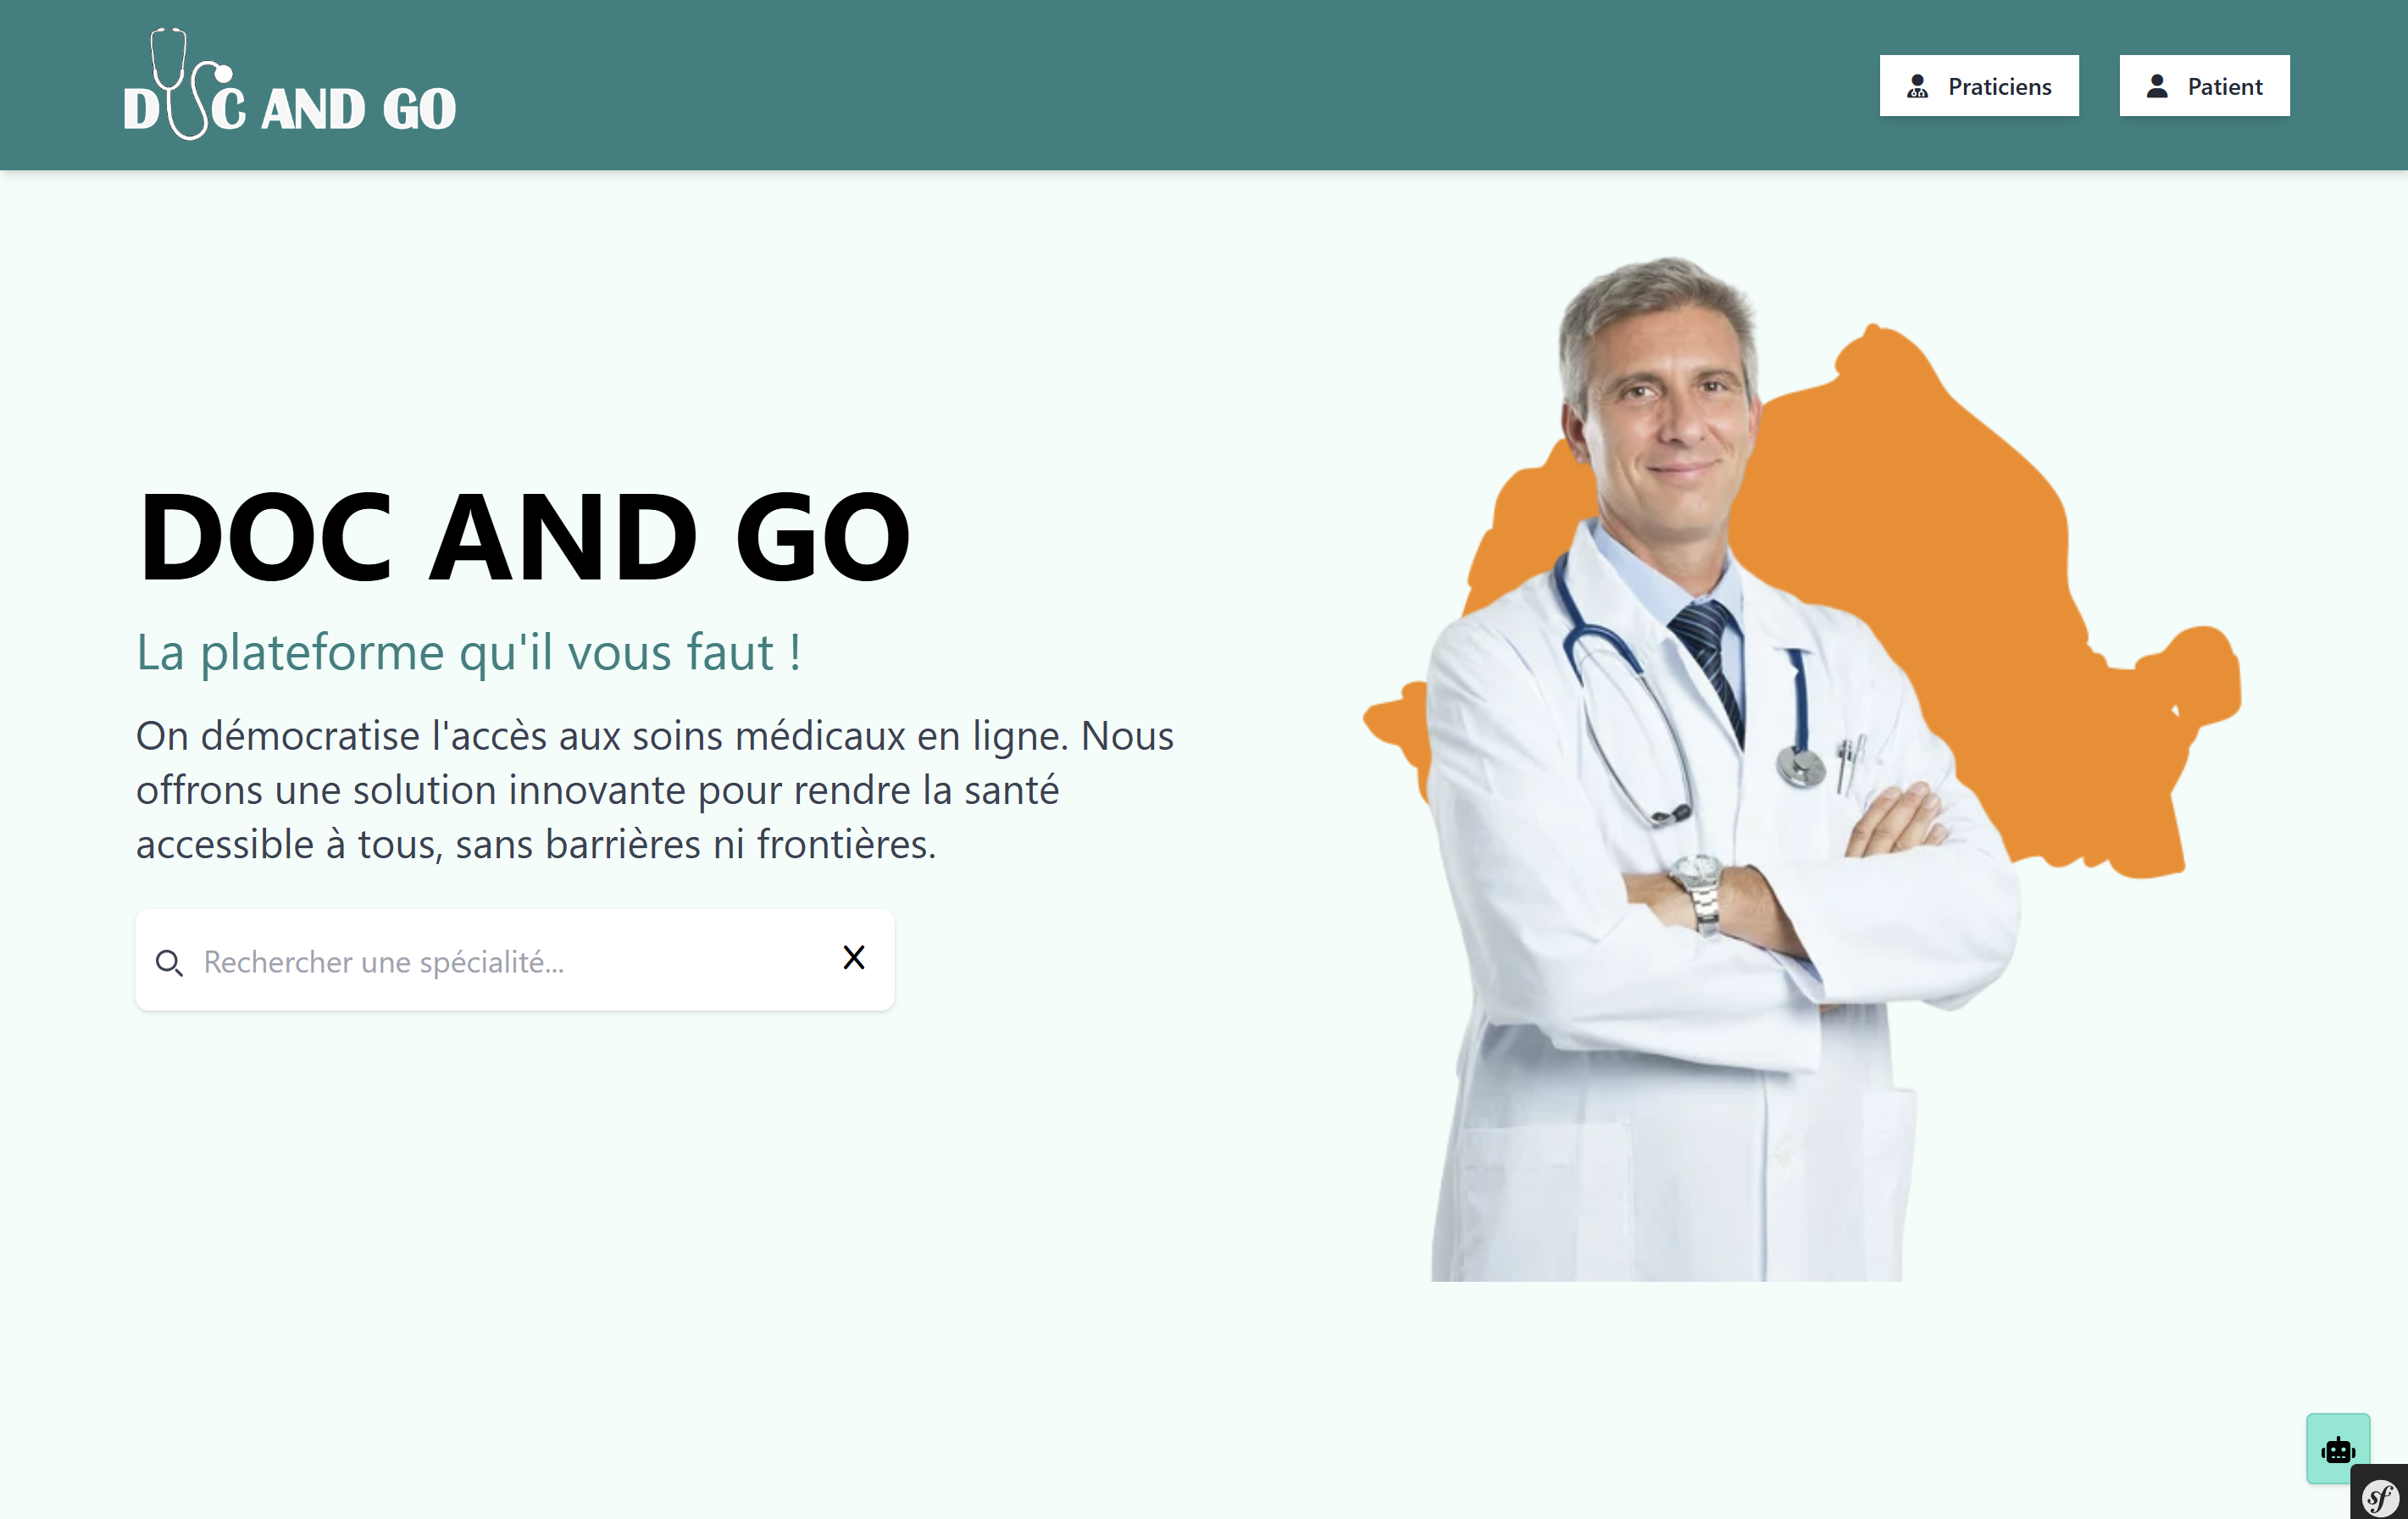 DOC AND GO
Praticiens
Patient
DOC AND GO
La plateforme qu'il vous faut !
On démocratise l'accès aux soins médicaux en ligne. Nous
offrons une solution innovante pour rendre la santé
accessible à tous, sans barrières ni frontières.
Rechercher une spécialité...
X
sf